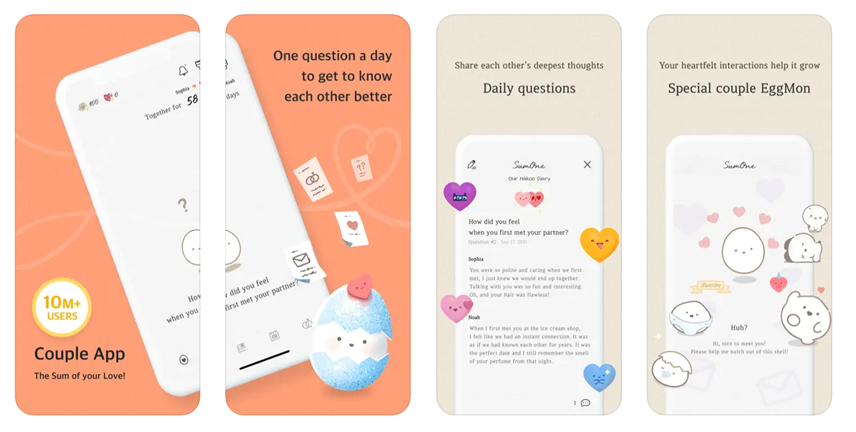 Together for 58 days
Sophia
Noah
How did you feel
when you first met your partner?
10M+
USERS
Couple App
The Sum of your Love!
One question a day
to get to know
each other better
Share each other's deepest thoughts
Daily questions
SumOne
Our Hakoo Diary
How did you feel
when you first met your partner?
Question #2
Sep 17, 2021
Sophia
You were so polite and caring when we first
met, I just knew we would end up together.
Talking with you was so fun and interesting.
Oh, and your hair was flawless!
Noah
When I first met you at the ice cream shop,
I felt like we had an instant connection. It was
as if we had known each other for years. It was
the perfect date and I still remember the smell
of your perfume from that night.
1
Your heartfelt interactions help it grow
Special couple EggMon
SumOne
Huh?
Hi, nice to meet you!
Please help me hatch out of this shell!